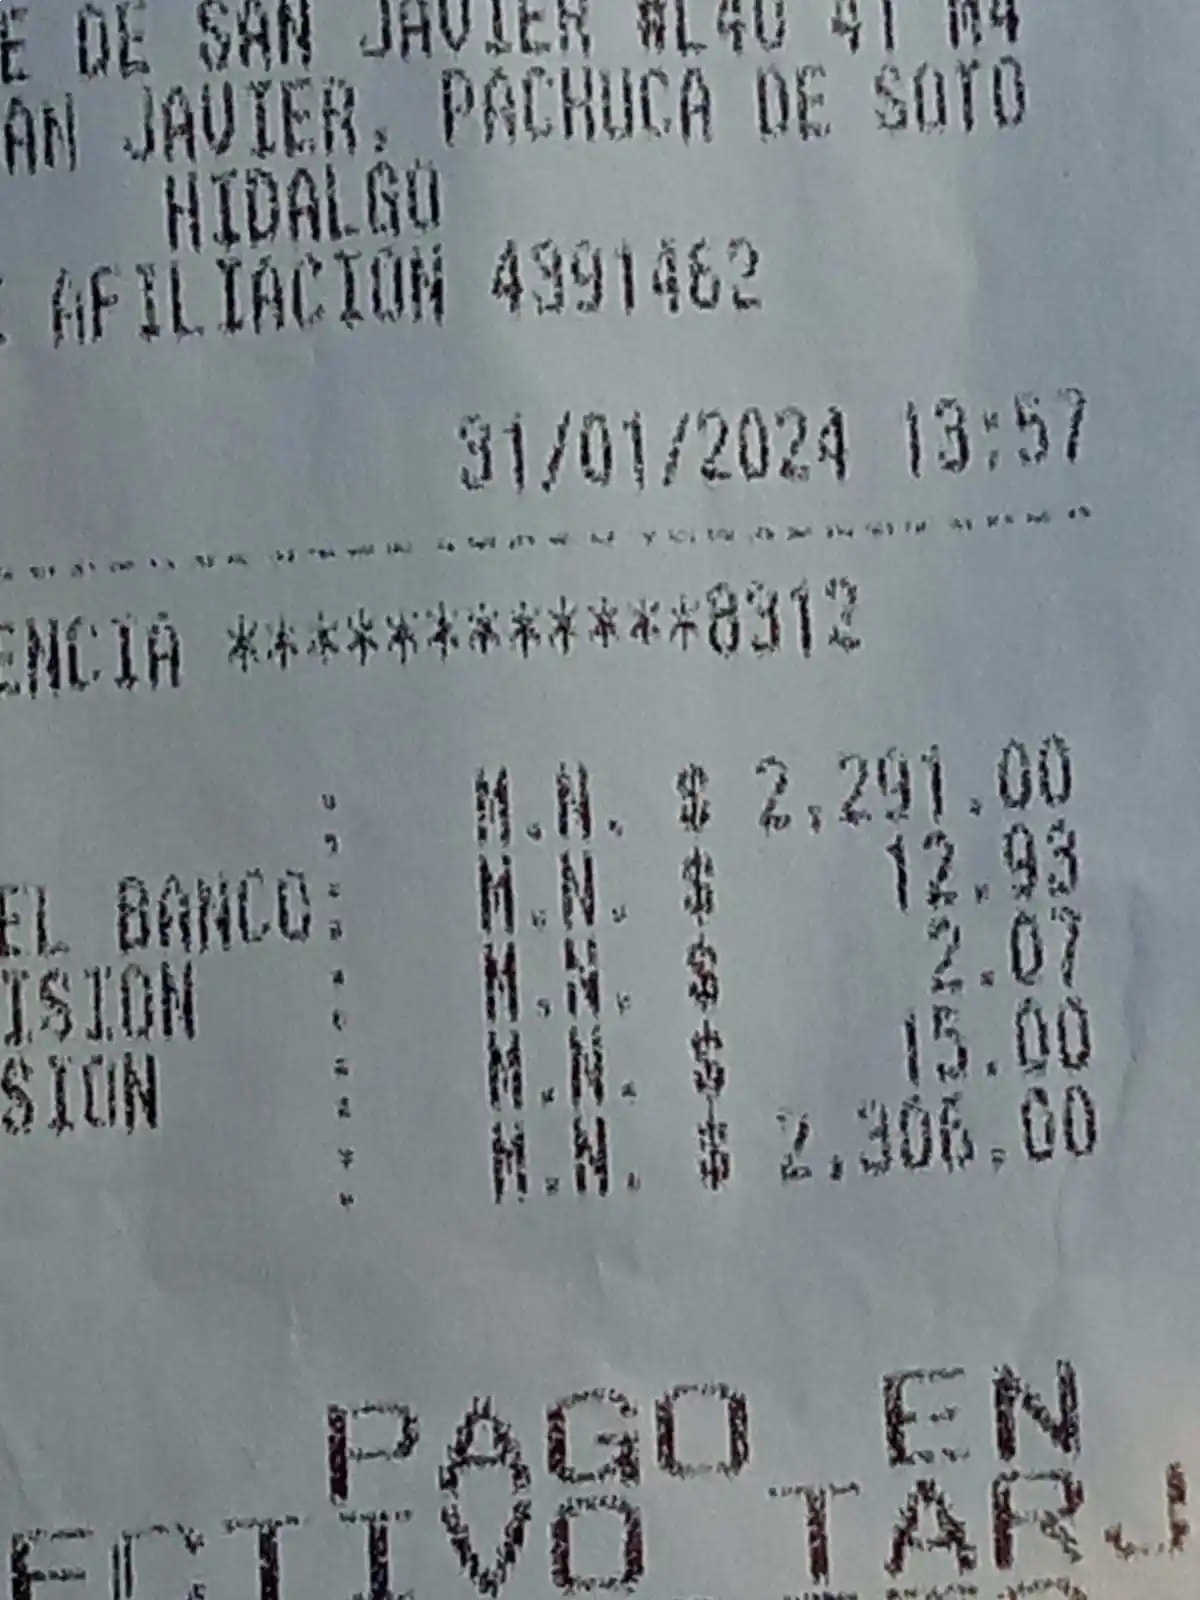 E DE SAN JAVIER #L40 41 M4
AN JAVIER. PACHUCA DE SOTO
HIDALGO
E AFILIACION 4991462
31/01/2024 13:57
ENCIA ************8312
: M.N. $ 2,291.00
EL BANCO: M.N. $ 12.93
ISION : M.N. $ 2.07
SION : M.N. $ 15.00
: M.N. $ 2,306.00
PAGO EN
ECTIVO TARJ